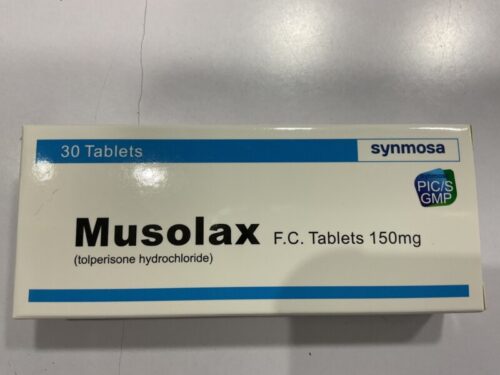 30 Tablets
synmosa
PIC/S
GMP
Musolax F.C. Tablets 150mg
(tolperisone hydrochloride)